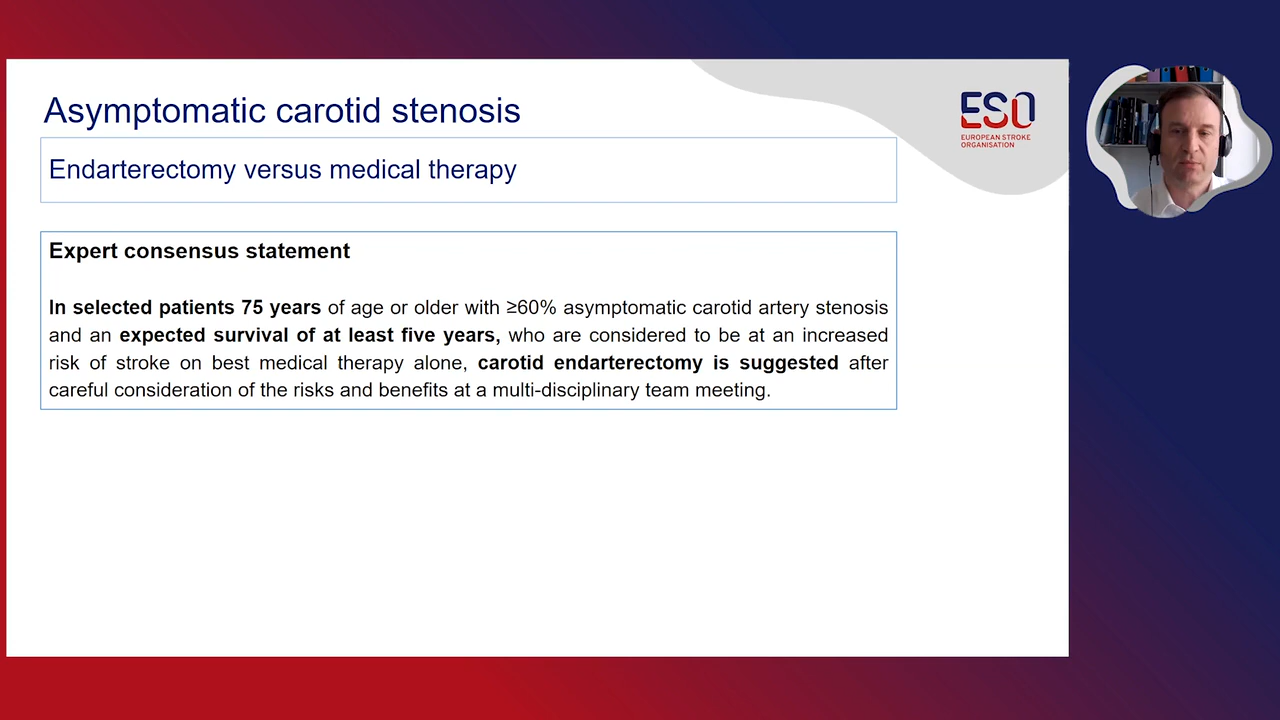 Asymptomatic carotid stenosis
ESO
EUROPEAN STROKE
ORGANISATION
Endarterectomy versus medical therapy
Expert consensus statement
In selected patients 75 years of age or older with ≥60% asymptomatic carotid artery stenosis
and an expected survival of at least five years, who are considered to be at an increased
risk of stroke on best medical therapy alone, carotid endarterectomy is suggested after
careful consideration of the risks and benefits at a multi-disciplinary team meeting.